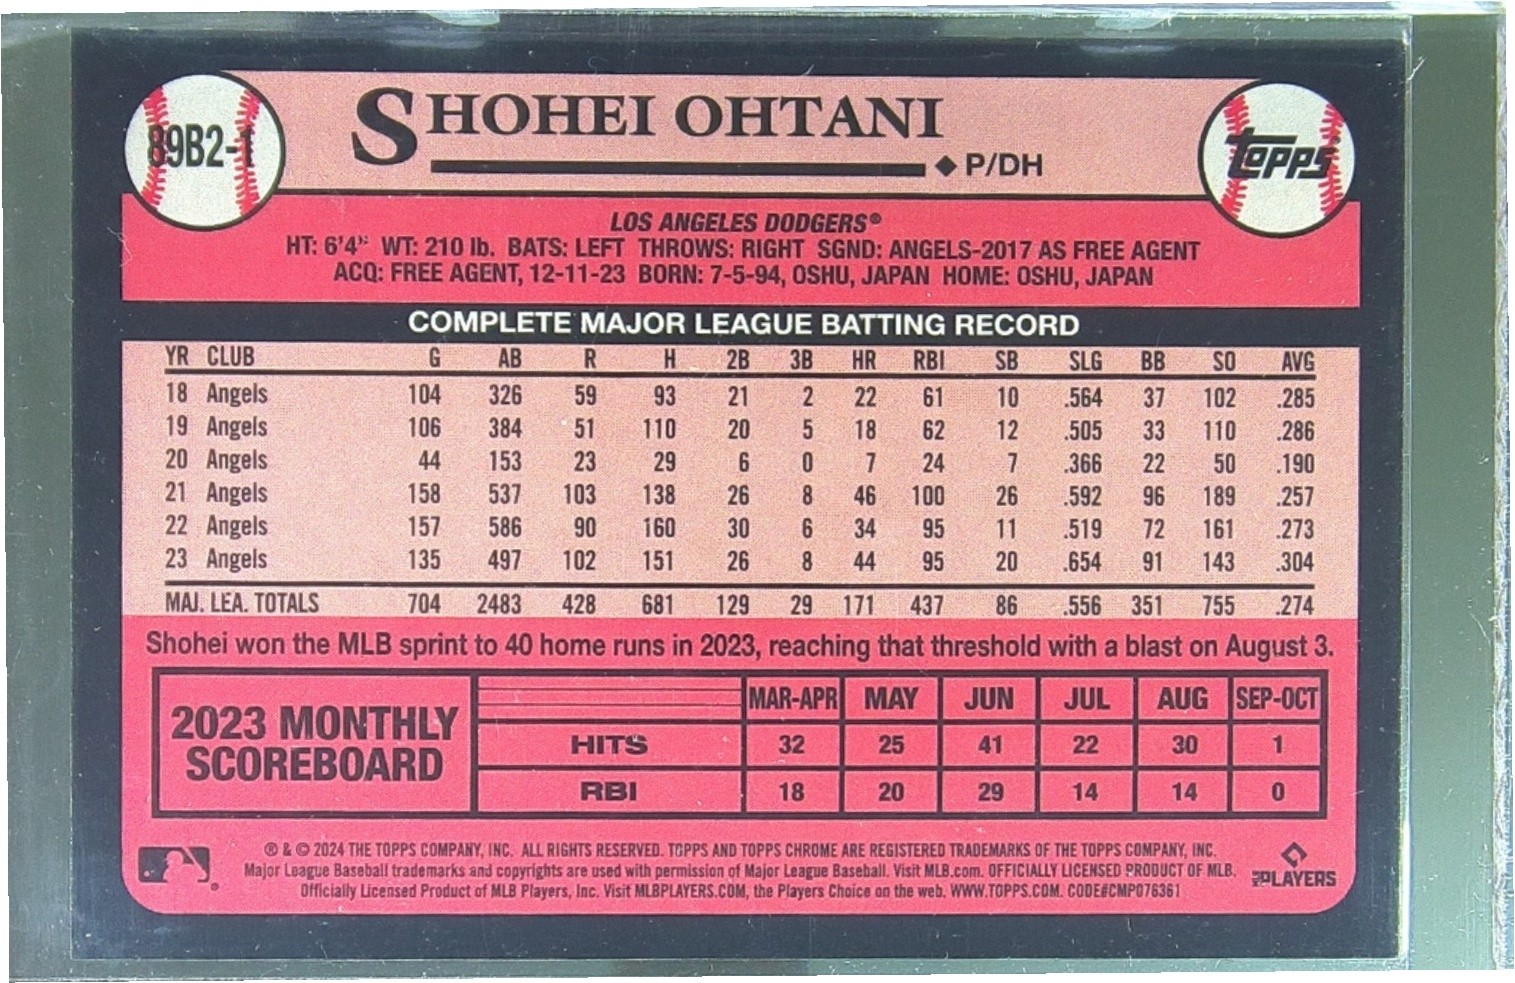 89B2-1
SHOHEI OHTANI
◆ P/DH
Topps
LOS ANGELES DODGERS®
HT: 6'4" WT: 210 lb. BATS: LEFT THROWS: RIGHT SGND: ANGELS-2017 AS FREE AGENT
ACQ: FREE AGENT, 12-11-23 BORN: 7-5-94, OSHU, JAPAN HOME: OSHU, JAPAN
COMPLETE MAJOR LEAGUE BATTING RECORD
YR CLUB G AB R H 2B 3B HR RBI SB SLG BB SO AVG
18 Angels 104 326 59 93 21 2 22 61 10 .564 37 102 .285
19 Angels 106 384 51 110 20 5 18 62 12 .505 33 110 .286
20 Angels 44 153 23 29 6 0 7 24 7 .366 22 50 .190
21 Angels 158 537 103 138 26 8 46 100 26 .592 96 189 .257
22 Angels 157 586 90 160 30 6 34 95 11 .519 72 161 .273
23 Angels 135 497 102 151 26 8 44 95 20 .654 91 143 .304
MAJ. LEA. TOTALS 704 2483 428 681 129 29 171 437 86 .556 351 755 .274
Shohei won the MLB sprint to 40 home runs in 2023, reaching that threshold with a blast on August 3.
2023 MONTHLY
SCOREBOARD
MAR-APR MAY JUN JUL AUG SEP-OCT
HITS 32 25 41 22 30 1
RBI 18 20 29 14 14 0
® & © 2024 THE TOPPS COMPANY, INC. ALL RIGHTS RESERVED. TOPPS AND TOPPS CHROME ARE REGISTERED TRADEMARKS OF THE TOPPS COMPANY, INC.
Major League Baseball trademarks and copyrights are used with permission of Major League Baseball. Visit MLB.com. OFFICIALLY LICENSED PRODUCT OF MLB.
Officially Licensed Product of MLB Players, Inc. Visit MLBPLAYERS.COM, the Players Choice on the web. WWW.TOPPS.COM. CODE#CMP076361
MLB PLAYERS